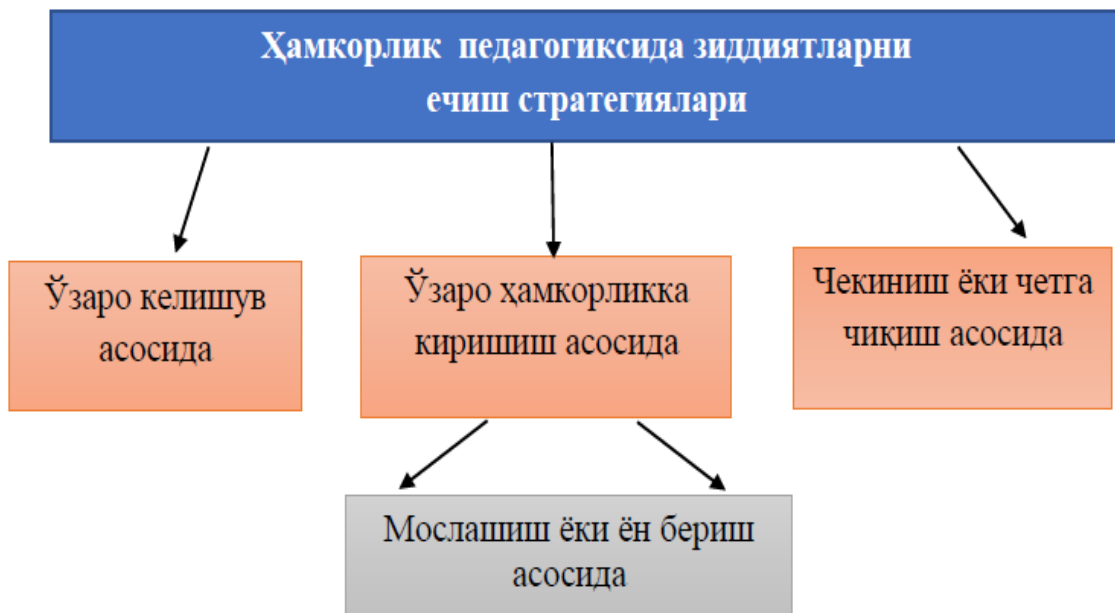 Ҳамкорлик педагогиксида зиддиятларни
ечиш стратегиялари
Ўзаро келишув
асосида
Ўзаро ҳамкорликка
киришиш асосида
Чекиниш ёки четга
чиқиш асосида
Мослашиш ёки ён бериш
асосида